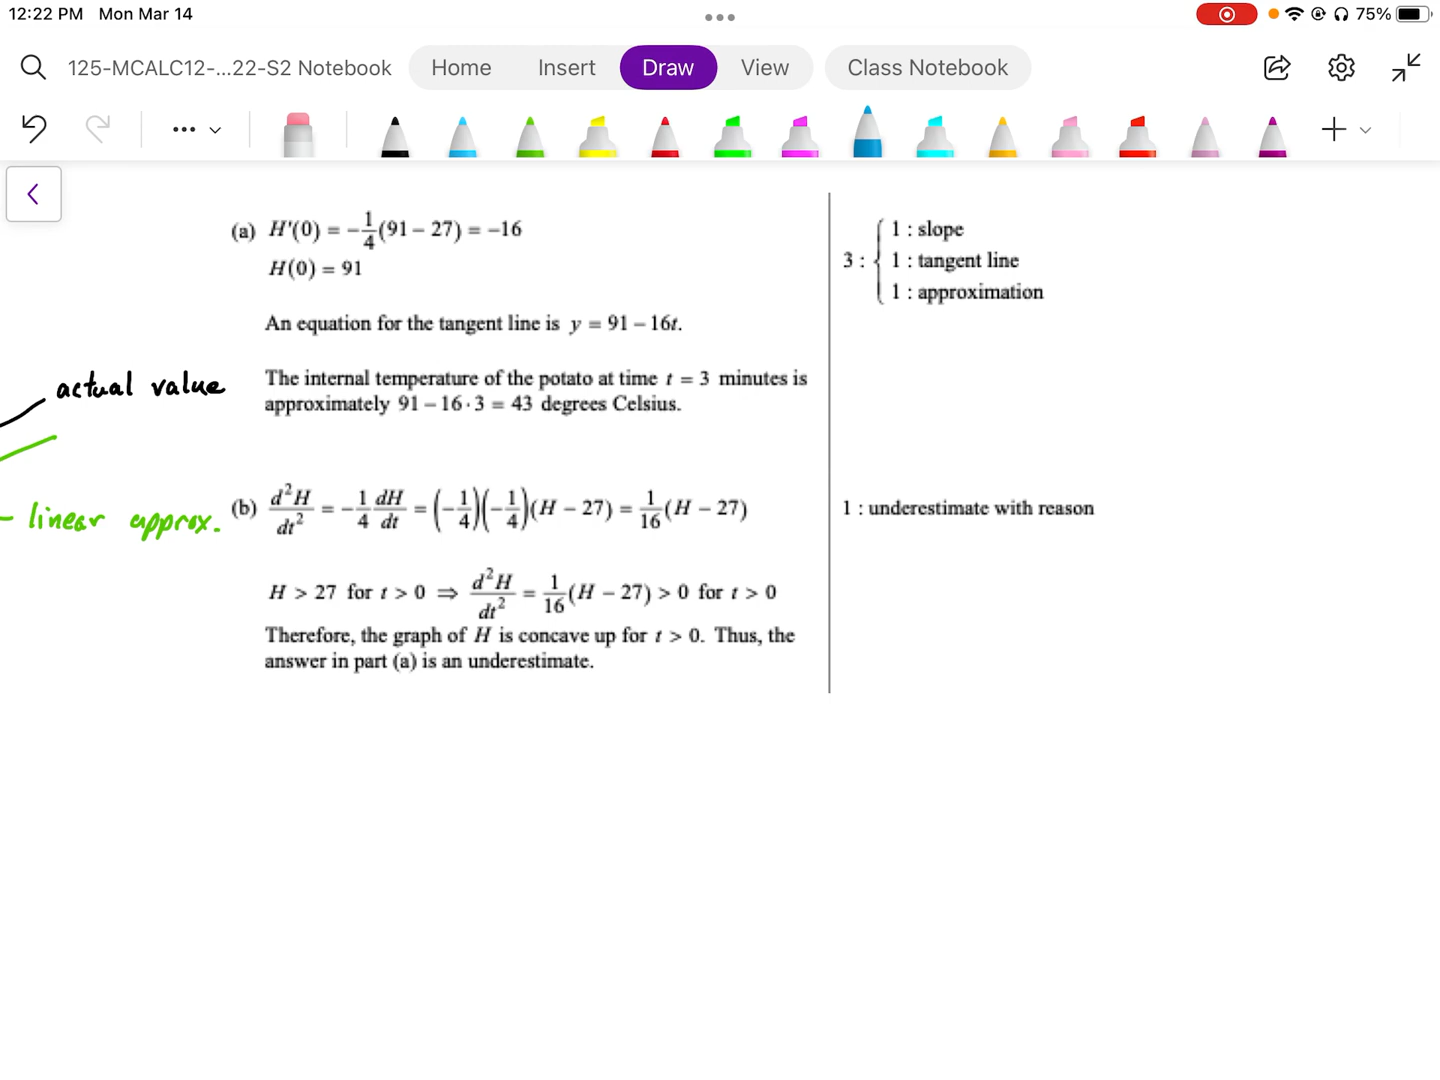 12:22 PM Mon Mar 14
75%
125-MCALC12-...22-S2 Notebook
Home
Insert
Draw
View
Class Notebook
(a) H'(0) = -1/4(91 – 27) = –16
H(0) = 91
An equation for the tangent line is y = 91 – 16t.
The internal temperature of the potato at time t = 3 minutes is
approximately 91 – 16 · 3 = 43 degrees Celsius.
3 : { 1 : slope
1 : tangent line
1 : approximation
actual value
linear approx.
(b) d²H/dt² = -1/4 dH/dt = (-1/4)(-1/4)(H – 27) = 1/16(H – 27)
H > 27 for t > 0 ⇒ d²H/dt² = 1/16(H – 27) > 0 for t > 0
Therefore, the graph of H is concave up for t > 0. Thus, the
answer in part (a) is an underestimate.
1 : underestimate with reason